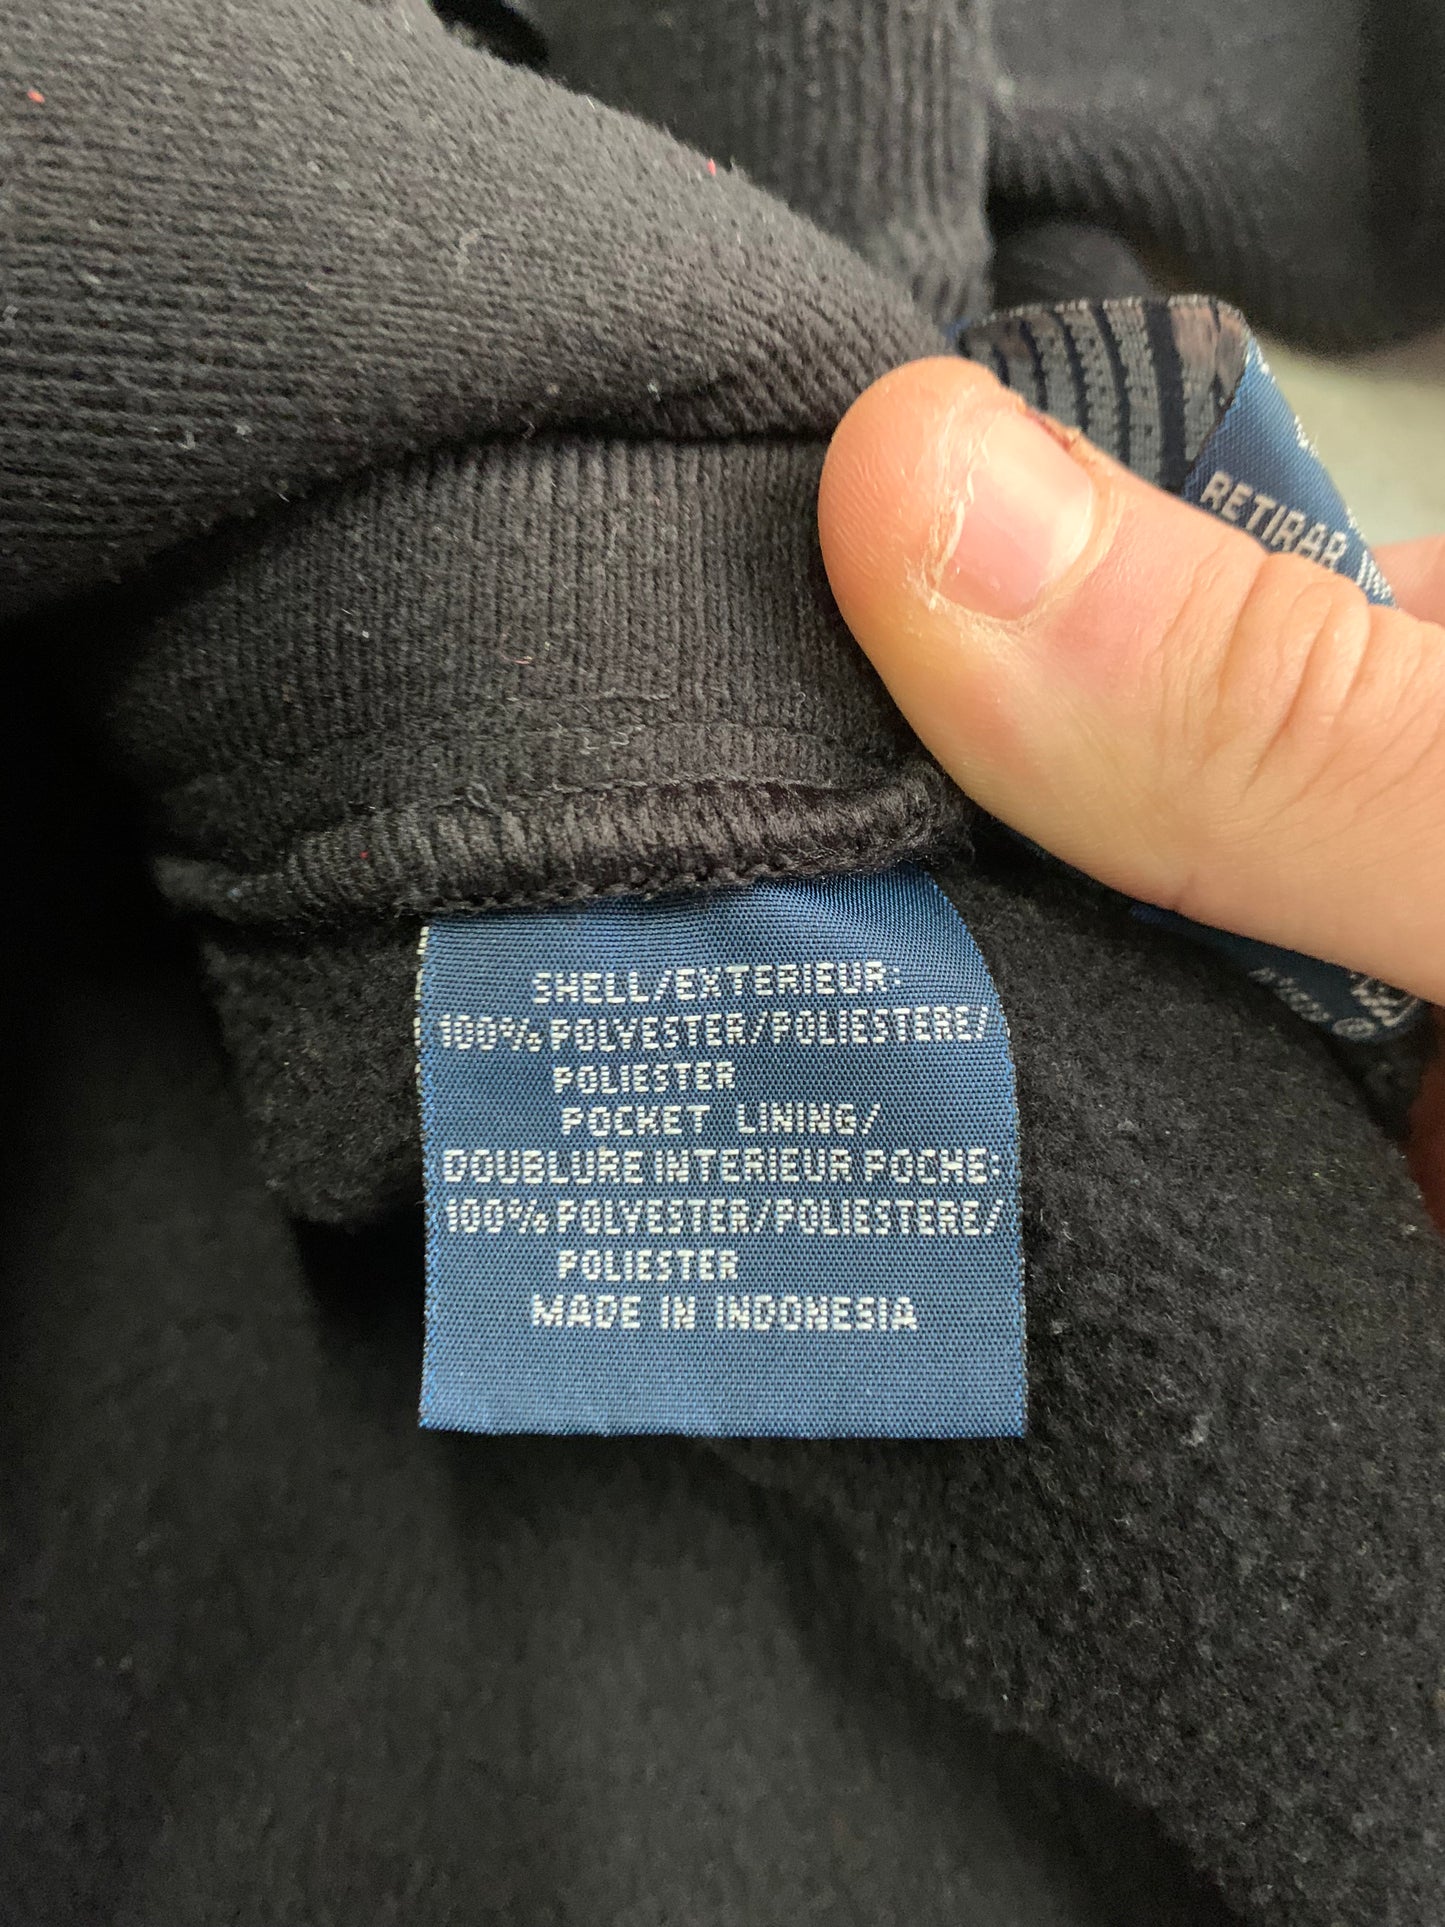 RETIRAR
SHELL/EXTERIEUR:
100% POLYESTER/POLIESTERE/
POLIESTER
POCKET LINING/
DOUBLURE INTERIEUR POCHE:
100% POLYESTER/POLIESTERE/
POLIESTER
MADE IN INDONESIA